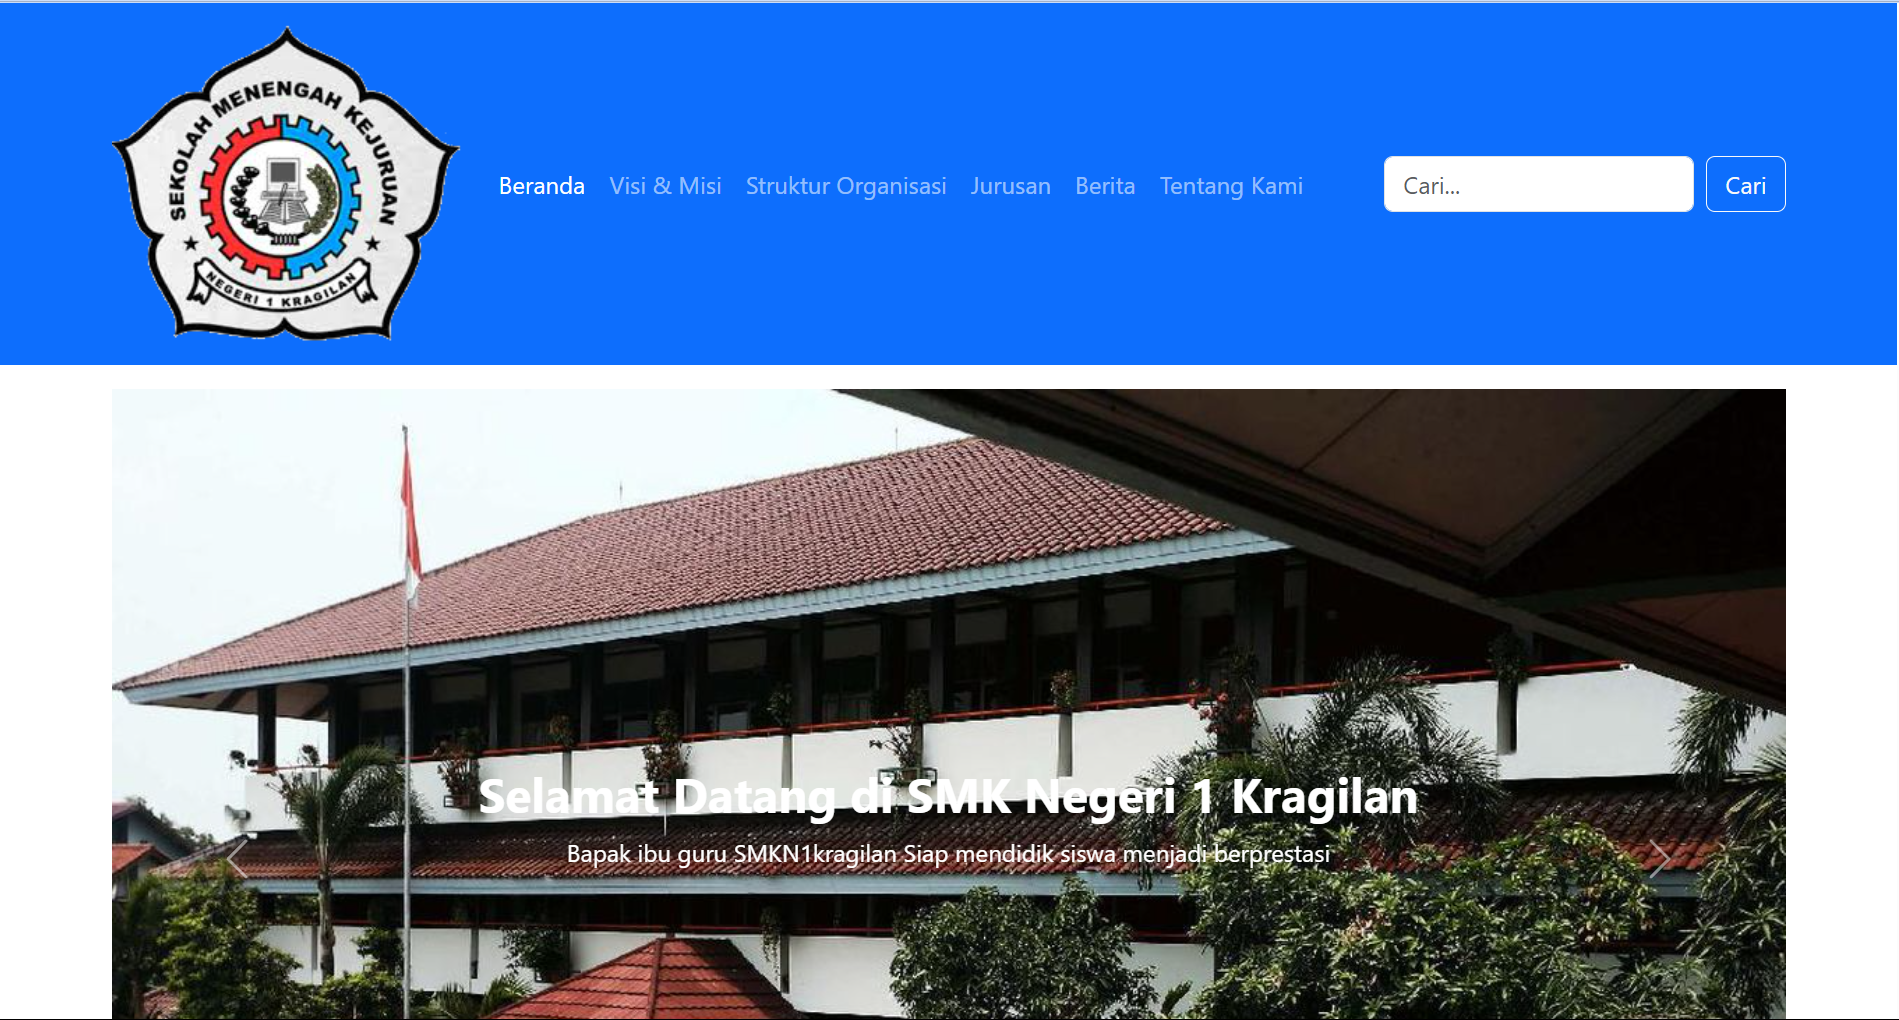 SEKOLAH MENENGAH KEJURUAN
NEGERI 1 KRAGILAN
Beranda Visi & Misi Struktur Organisasi Jurusan Berita Tentang Kami Cari... Cari
Selamat Datang di SMK Negeri 1 Kragilan
Bapak ibu guru SMKN1kragilan Siap mendidik siswa menjadi berprestasi